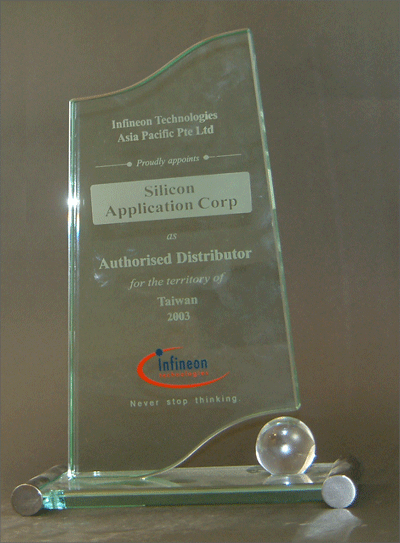 Infineon Technologies
Asia Pacific Pte Ltd
Proudly appoints
Silicon
Application Corp
as
Authorised Distributor
for the territory of
Taiwan
2003
Infineon
technologies
Never stop thinking.